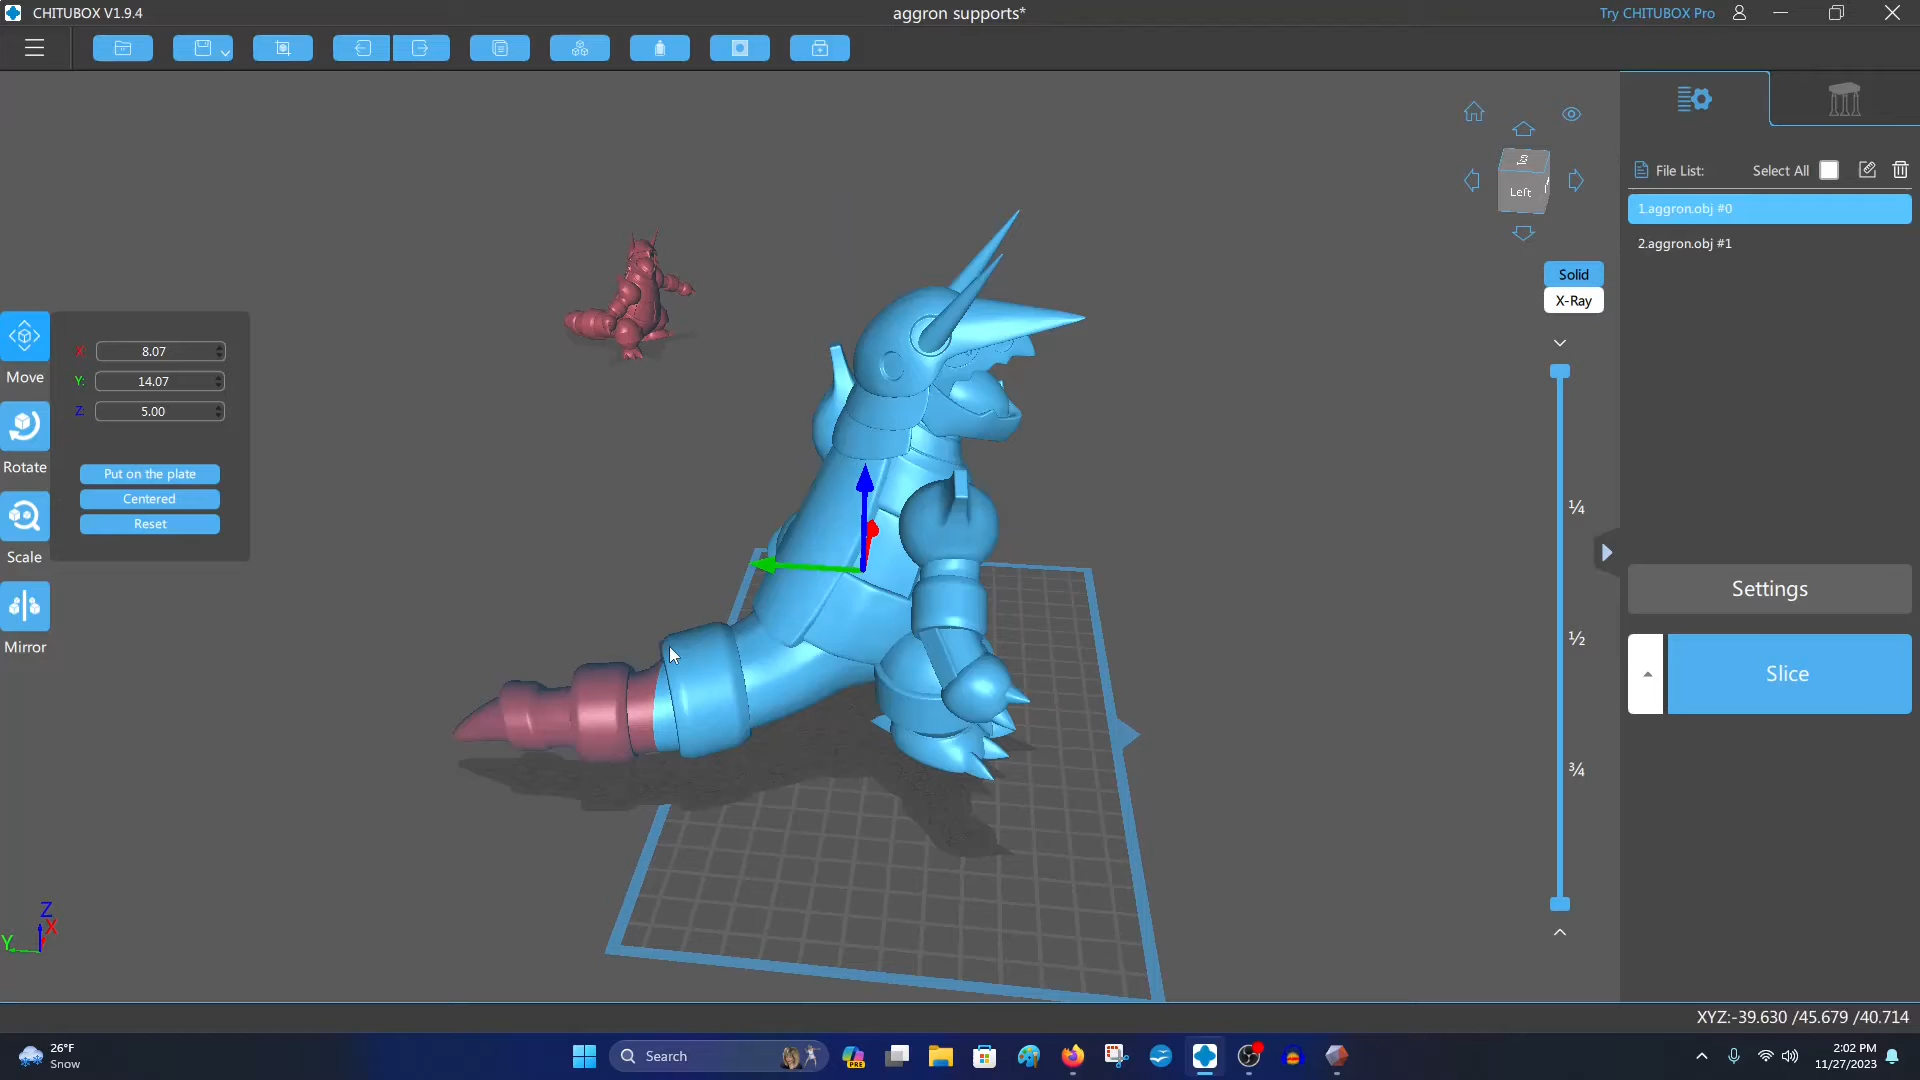 CHITUBOX V1.9.4
aggron supports*
Try CHITUBOX Pro
File List:
Select All
1.aggron.obj #0
2.aggron.obj #1
Left
Solid
X-Ray
X:
8.07
Y:
14.07
Z:
5.00
Move
Put on the plate
Centered
Reset
Rotate
Scale
Mirror
¼
½
¾
Settings
Slice
Z
X
Y
XYZ:-39.630 /45.679 /40.714
26°F
Snow
Search
PRE
2:02 PM
11/27/2023